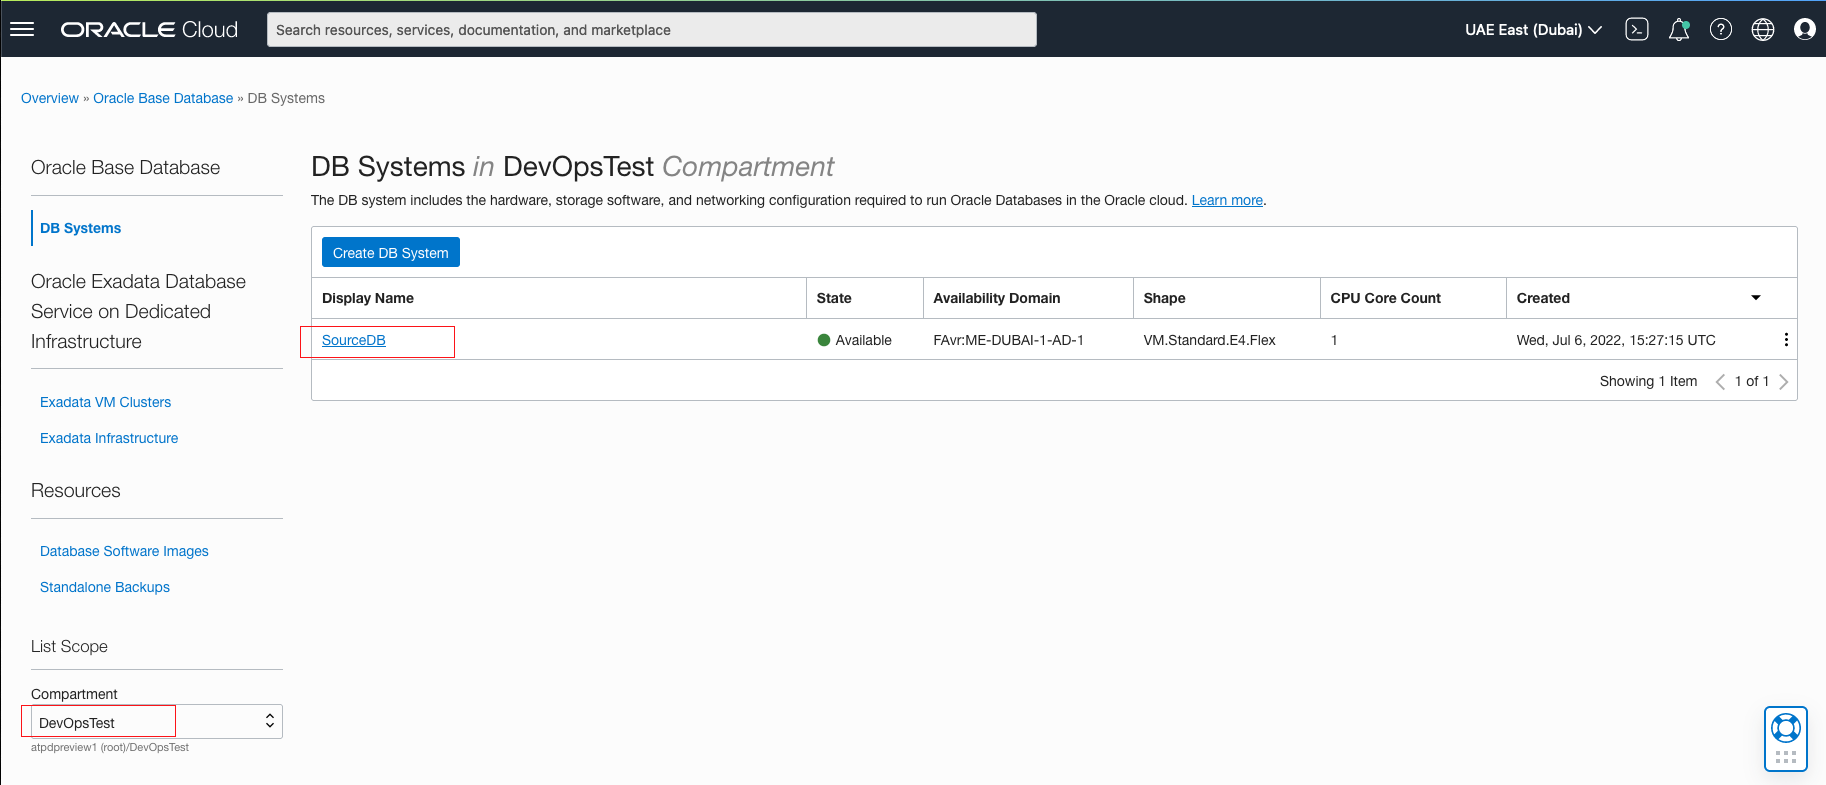 ORACLE Cloud
Search resources, services, documentation, and marketplace
UAE East (Dubai)
Overview » Oracle Base Database » DB Systems
Oracle Base Database
DB Systems
Oracle Exadata Database
Service on Dedicated
Infrastructure
Exadata VM Clusters
Exadata Infrastructure
Resources
Database Software Images
Standalone Backups
List Scope
Compartment
DevOpsTest
atpdpreview1 (root)/DevOpsTest
DB Systems in DevOpsTest Compartment
The DB system includes the hardware, storage software, and networking configuration required to run Oracle Databases in the Oracle cloud. Learn more.
Create DB System
Display Name State Availability Domain Shape CPU Core Count Created
SourceDB Available FAvr:ME-DUBAI-1-AD-1 VM.Standard.E4.Flex 1 Wed, Jul 6, 2022, 15:27:15 UTC
Showing 1 Item 1 of 1